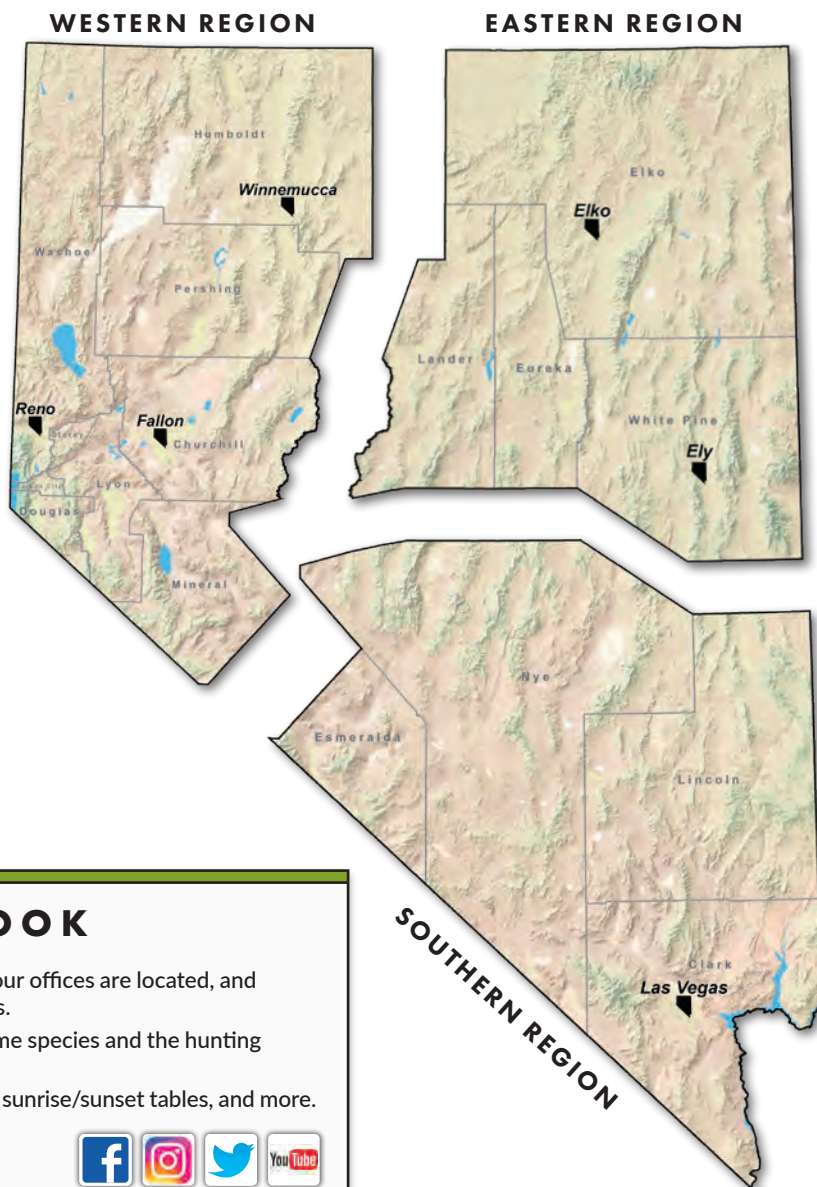 WESTERN REGION
EASTERN REGION
Humboldt
Winnemucca
Washoe
Pershing
Reno
Storey
Fallon
Churchill
Lyon
Douglas
Mineral
Elko
Elko
Lander
Eureka
White Pine
Ely
Nye
Esmeralda
Lincoln
Clark
Las Vegas
SOUTHERN REGION
OOK
our offices are located, and
s.
me species and the hunting
sunrise/sunset tables, and more.
f
You Tube